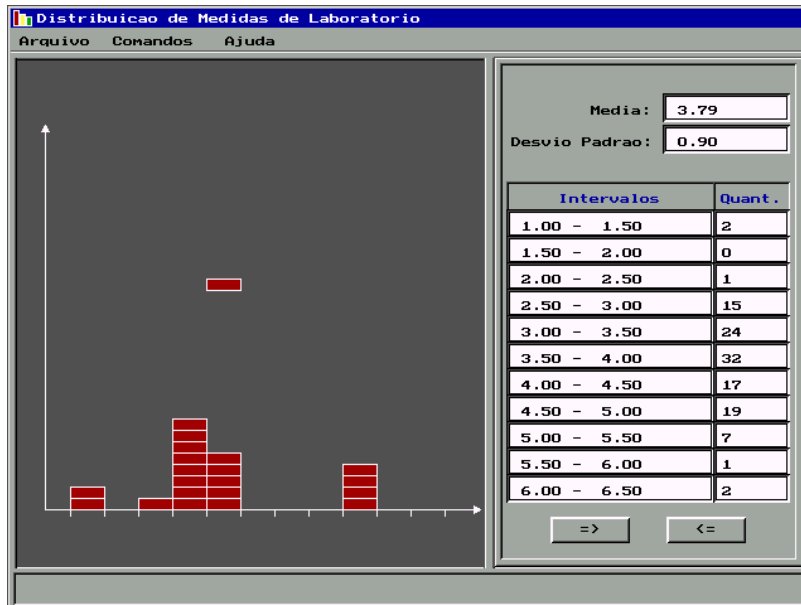 Distribuicao de Medidas de Laboratorio
Arquivo Comandos Ajuda
Media: 3.79
Desvio Padrao: 0.90
Intervalos Quant.
1.00 - 1.50 2
1.50 - 2.00 0
2.00 - 2.50 1
2.50 - 3.00 15
3.00 - 3.50 24
3.50 - 4.00 32
4.00 - 4.50 17
4.50 - 5.00 19
5.00 - 5.50 7
5.50 - 6.00 1
6.00 - 6.50 2
=> <=